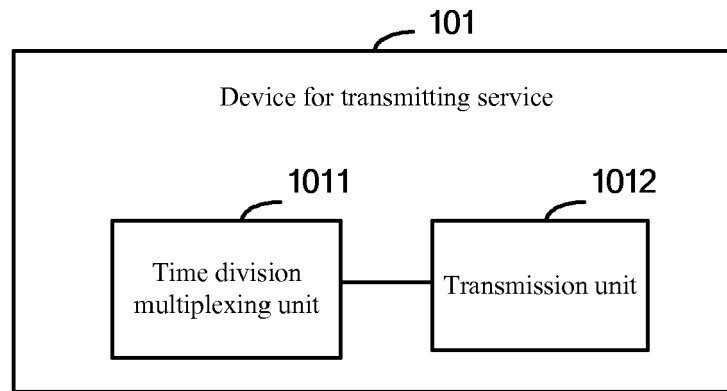 101
Device for transmitting service
1011
1012
Time division
multiplexing unit
Transmission unit